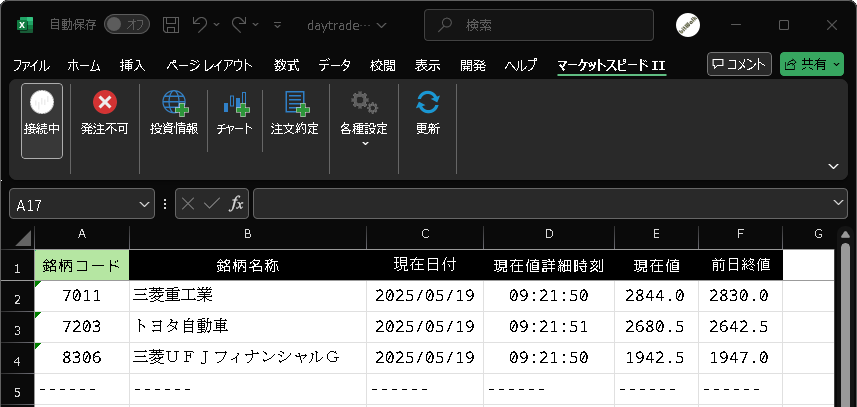 自動保存 オフ daytrade… 検索
ファイル ホーム 挿入 ページ レイアウト 数式 データ 校閲 表示 開発 ヘルプ マーケットスピード II コメント 共有
接続中 発注不可 投資情報 チャート 注文約定 各種設定 更新
A17 fx
A B C D E F G
1 銘柄コード 銘柄名称 現在日付 現在値詳細時刻 現在値 前日終値
2 7011 三菱重工業 2025/05/19 09:21:50 2844.0 2830.0
3 7203 トヨタ自動車 2025/05/19 09:21:51 2680.5 2642.5
4 8306 三菱UFJフィナンシャルG 2025/05/19 09:21:50 1942.5 1947.0
5 ------ ------ ------ ------ ------ ------